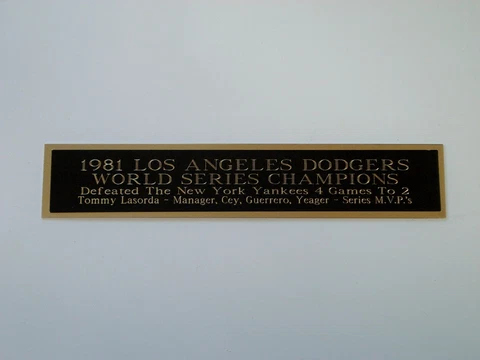 1981 LOS ANGELES DODGERS
WORLD SERIES CHAMPIONS
Defeated The New York Yankees 4 Games To 2
Tommy Lasorda - Manager, Cey, Guerrero, Yeager - Series M.V.P.'s